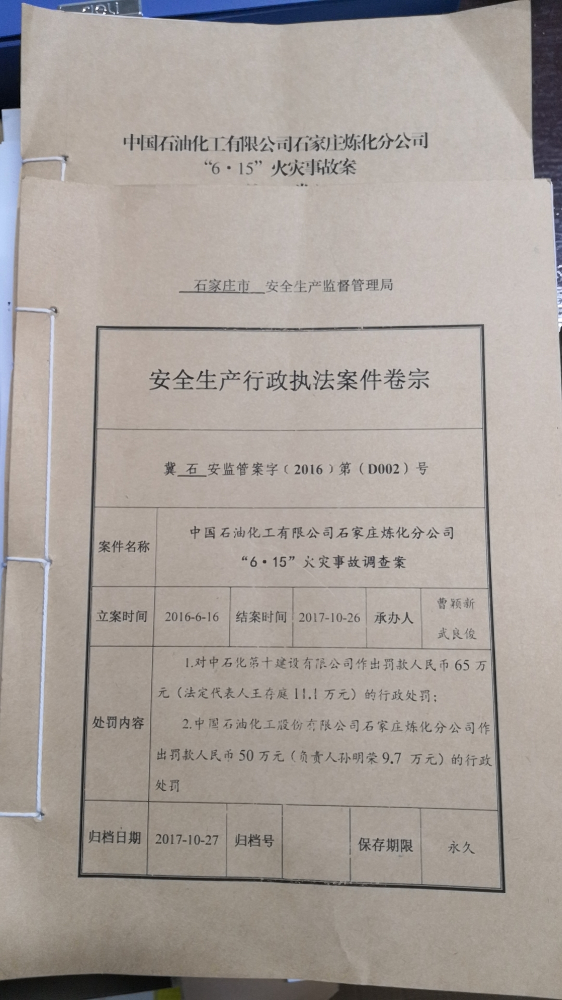 中国石油化工有限公司石家庄炼化分公司
“6·15”火灾事故案
石家庄市 安全生产监督管理局
安全生产行政执法案件卷宗
冀 石 安监管案字（2016）第（D002）号
案件名称
中国石油化工有限公司石家庄炼化分公司
“6·15”火灾事故调查案
立案时间 2016-6-16 结案时间 2017-10-26 承办人 曹颖新
武良俊
处罚内容
1.对中石化第十建设有限公司作出罚款人民币 65 万
元（法定代表人王存庭 11.1 万元）的行政处罚；
2.中国石油化工股份有限公司石家庄炼化分公司作
出罚款人民币 50 万元（负责人孙明荣 9.7 万元）的行政
处罚
归档日期 2017-10-27 归档号 保存期限 永久